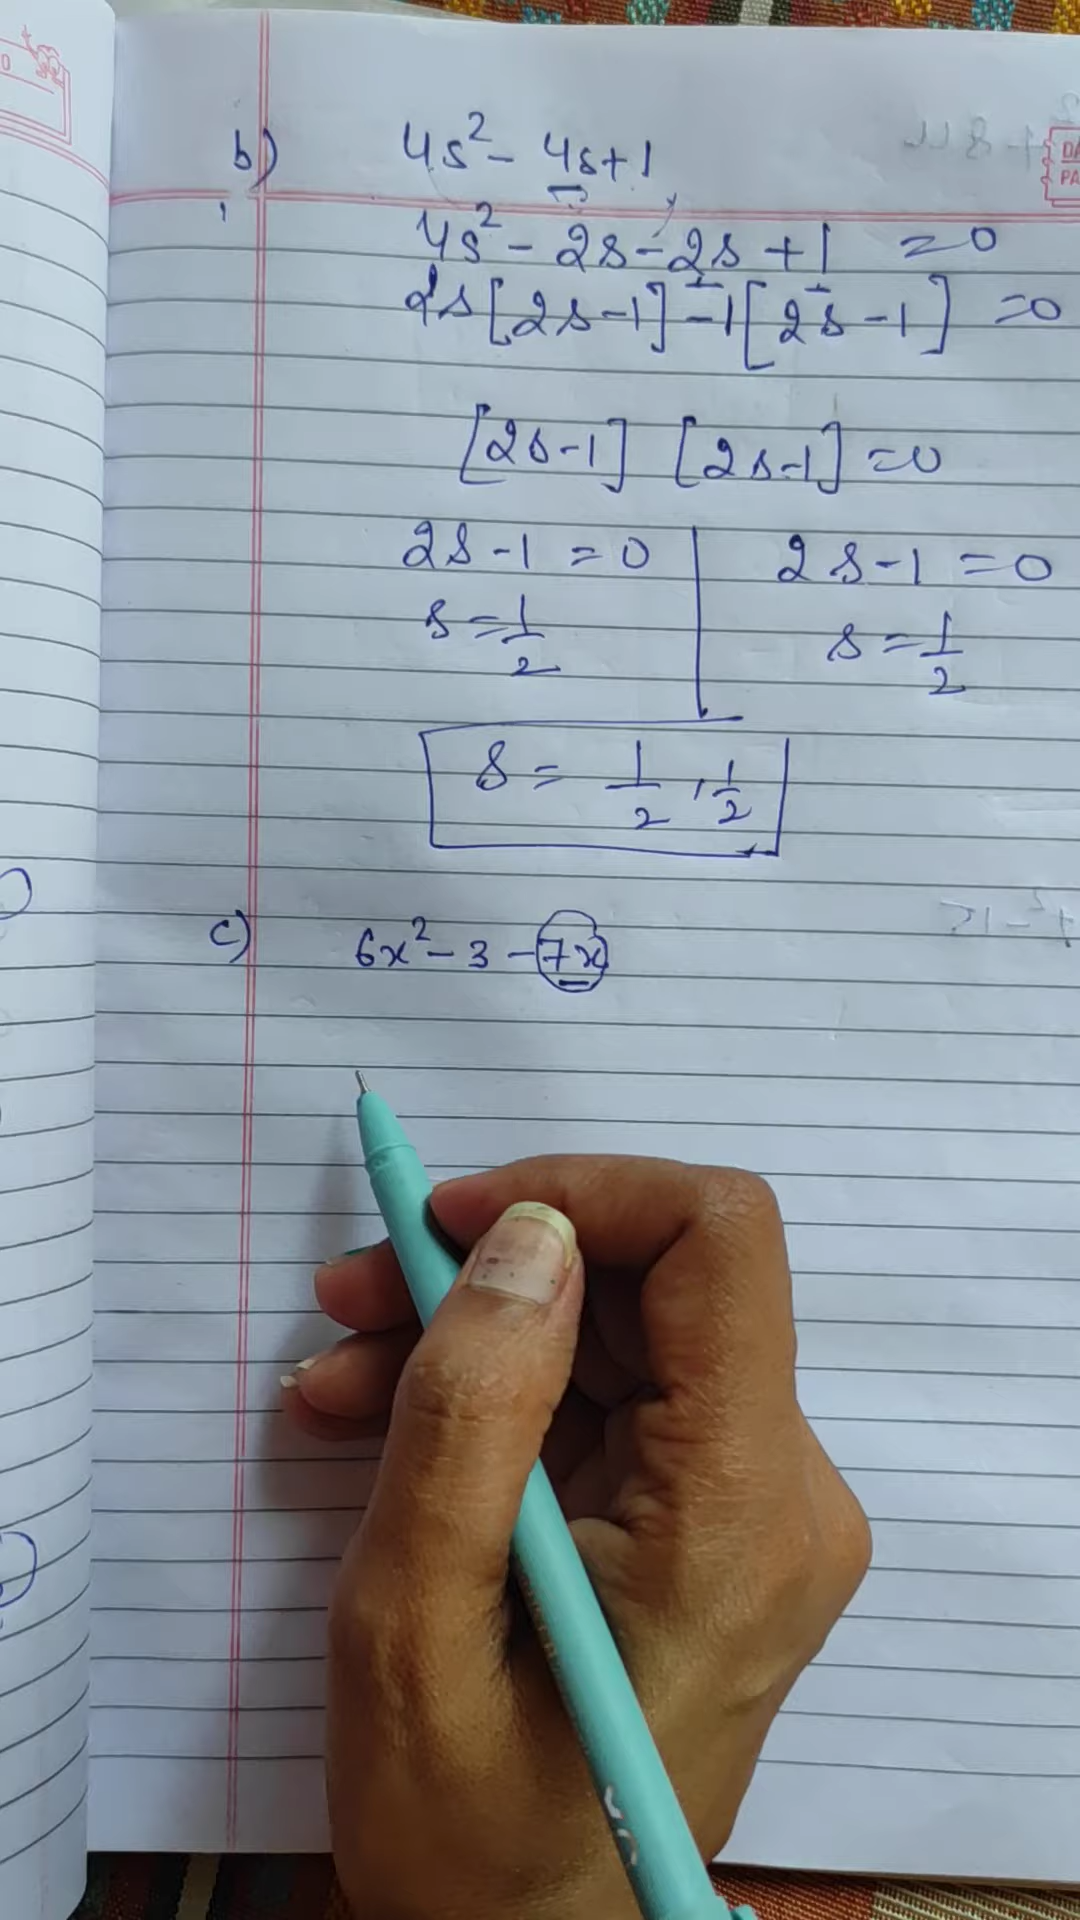 b) 4s² - 4s + 1
4s² - 2s - 2s + 1 = 0
2s[2s-1] -1[2s-1] = 0
[2s-1] [2s-1] = 0
2s-1 = 0 | 2s-1 = 0
s = 1/2 | s = 1/2
s = 1/2, 1/2
c) 6x² - 3 - 7x